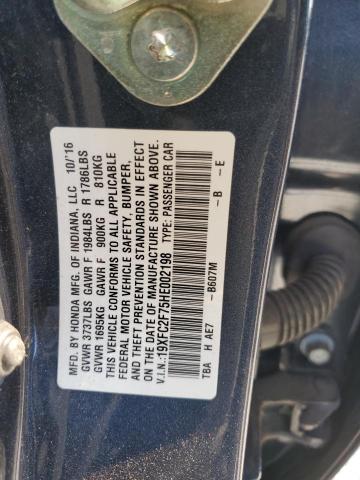 MFD. BY HONDA MFG. OF INDIANA, LLC 10/'16
GVWR 3737LBS GAWR F 1984LBS R 1786LBS
GVWR 1695KG GAWR F 900KG R 810KG
THIS VEHICLE CONFORMS TO ALL APPLICABLE
FEDERAL MOTOR VEHICLE SAFETY, BUMPER,
AND THEFT PREVENTION STANDARDS IN EFFECT
ON THE DATE OF MANUFACTURE SHOWN ABOVE.
V.I.N.:19XFC2F75HE002198 TYPE: PASSENGER CAR
TBA H AE7 -B607M -B -E